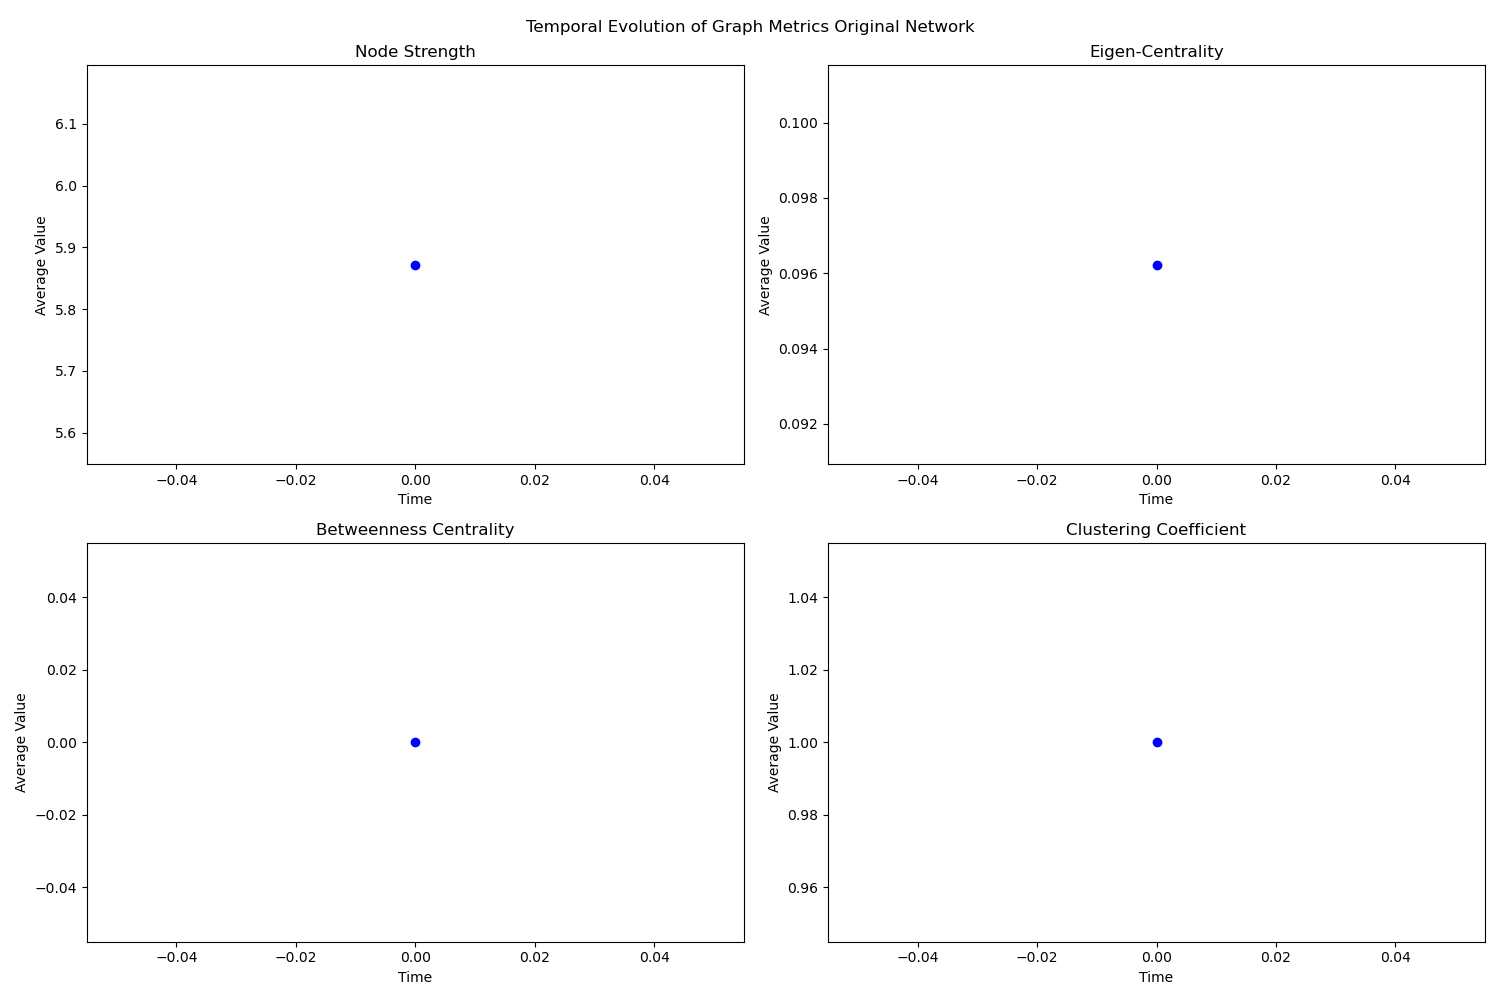 Temporal Evolution of Graph Metrics Original Network
Node Strength
6.1
6.0
5.9
5.8
5.7
5.6
Average Value
−0.04 −0.02 0.00 0.02 0.04
Time
Eigen-Centrality
0.100
0.098
0.096
0.094
0.092
Average Value
−0.04 −0.02 0.00 0.02 0.04
Time
Betweenness Centrality
0.04
0.02
0.00
−0.02
−0.04
Average Value
−0.04 −0.02 0.00 0.02 0.04
Time
Clustering Coefficient
1.04
1.02
1.00
0.98
0.96
Average Value
−0.04 −0.02 0.00 0.02 0.04
Time